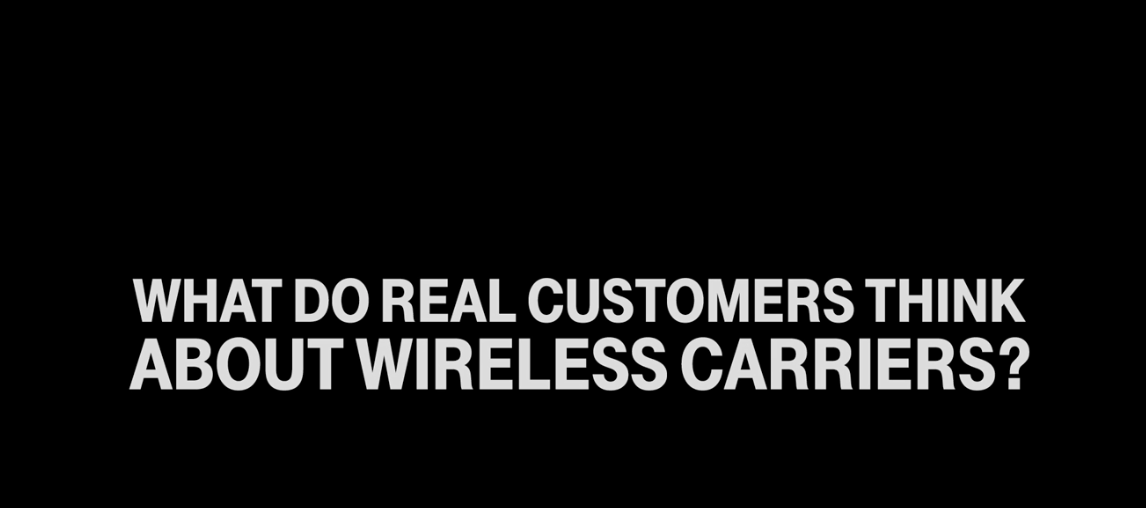 WHAT DO REAL CUSTOMERS THINK
ABOUT WIRELESS CARRIERS?